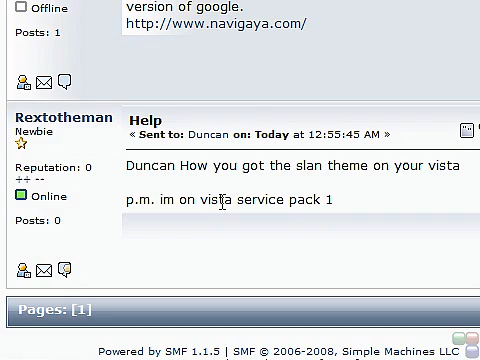 Offline
version of google.
http://www.navigaya.com/
Posts: 1
Rextotheman
Newbie
Reputation: 0
++ --
Online
Posts: 0
Help
« Sent to: Duncan on: Today at 12:55:45 AM »
Duncan How you got the slan theme on your vista
p.m. im on vista service pack 1
Pages: [1]
Powered by SMF 1.1.5 | SMF © 2006-2008, Simple Machines LLC